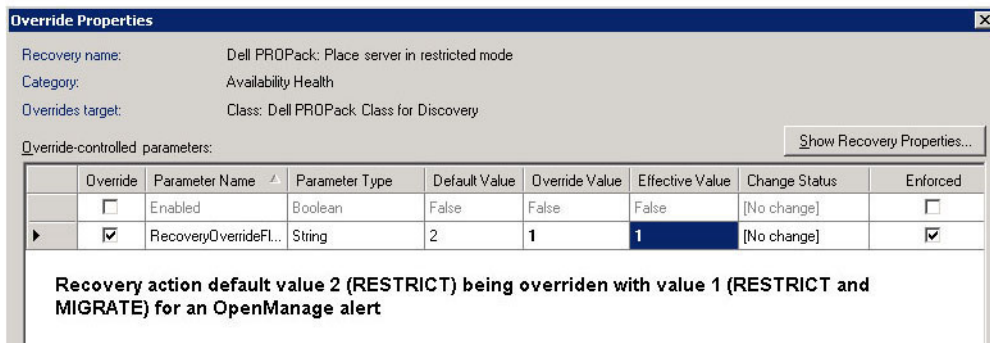 Override Properties
Recovery name: Dell PROPack: Place server in restricted mode
Category: Availability Health
Overrides target: Class: Dell PROPack Class for Discovery
Override-controlled parameters:
Show Recovery Properties...
Override Parameter Name Parameter Type Default Value Override Value Effective Value Change Status Enforced
Enabled Boolean False False False [No change]
RecoveryOverrideFl... String 2 1 1 [No change]
Recovery action default value 2 (RESTRICT) being overriden with value 1 (RESTRICT and
MIGRATE) for an OpenManage alert